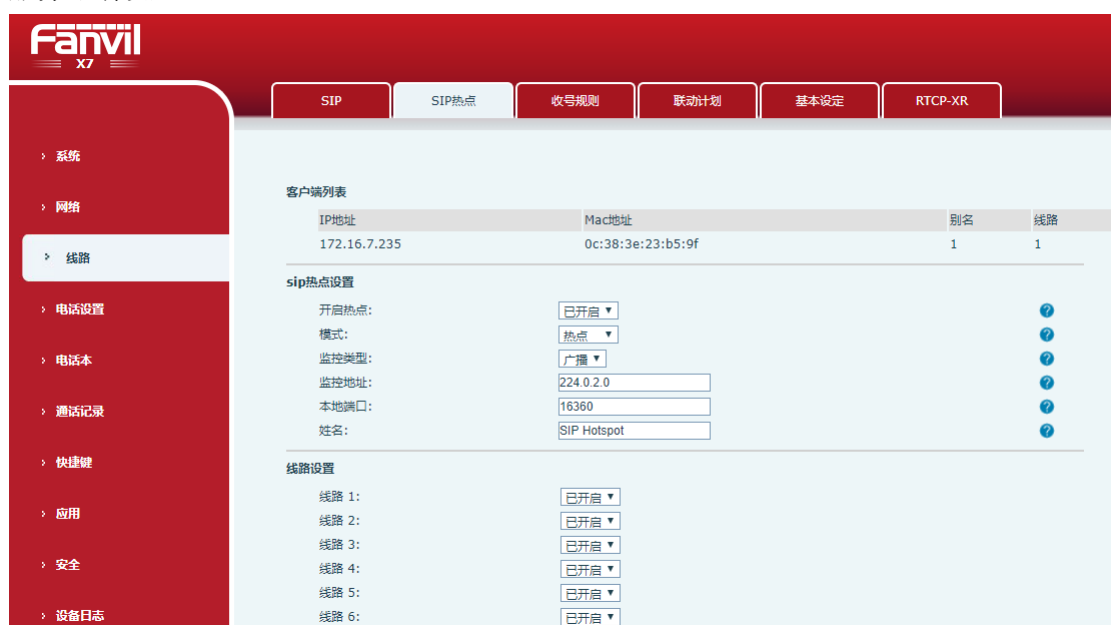 Fanvil
X7
SIP
SIP热点
收号规则
联动计划
基本设定
RTCP-XR
› 系统
› 网络
› 线路
› 电话设置
› 电话本
› 通话记录
› 快捷键
› 应用
› 安全
› 设备日志
客户端列表
IP地址 Mac地址 别名 线路
172.16.7.235 0c:38:3e:23:b5:9f 1 1
sip热点设置
开启热点: 已开启
模式: 热点
监控类型: 广播
监控地址: 224.0.2.0
本地端口: 16360
姓名: SIP Hotspot
线路设置
线路 1: 已开启
线路 2: 已开启
线路 3: 已开启
线路 4: 已开启
线路 5: 已开启
线路 6: 已开启